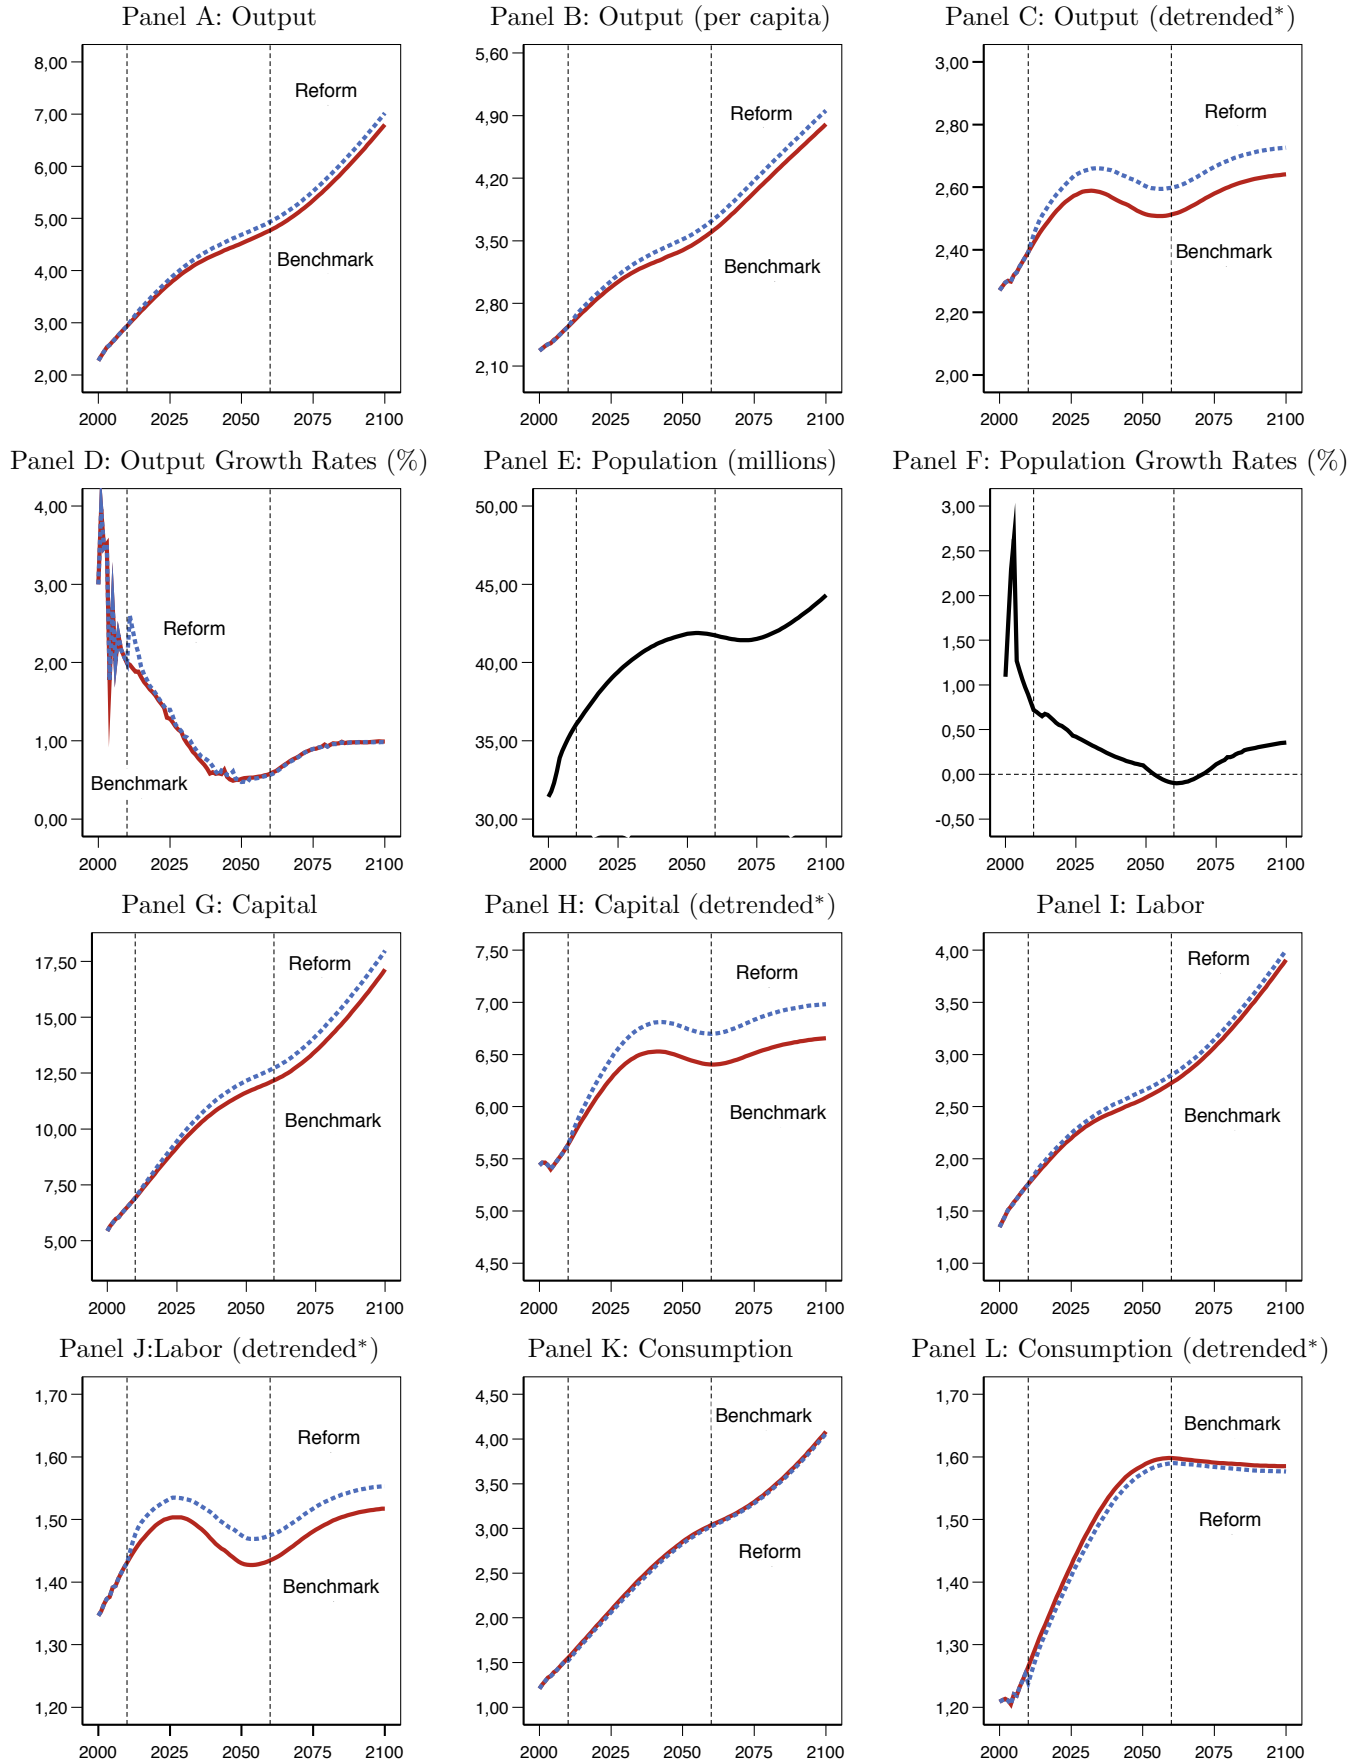 Panel A: Output
8,00
7,00
6,00
5,00
4,00
3,00
2,00
Reform
Benchmark
2000 2025 2050 2075 2100
Panel B: Output (per capita)
5,60
4,90
4,20
3,50
2,80
2,10
Reform
Benchmark
2000 2025 2050 2075 2100
Panel C: Output (detrended*)
3,00
2,80
2,60
2,40
2,20
2,00
Reform
Benchmark
2000 2025 2050 2075 2100
Panel D: Output Growth Rates (%)
4,00
3,00
2,00
1,00
0,00
Reform
Benchmark
2000 2025 2050 2075 2100
Panel E: Population (millions)
50,00
45,00
40,00
35,00
30,00
2000 2025 2050 2075 2100
Panel F: Population Growth Rates (%)
3,00
2,50
2,00
1,50
1,00
0,50
0,00
-0,50
2000 2025 2050 2075 2100
Panel G: Capital
17,50
15,00
12,50
10,00
7,50
5,00
Reform
Benchmark
2000 2025 2050 2075 2100
Panel H: Capital (detrended*)
7,50
7,00
6,50
6,00
5,50
5,00
4,50
Reform
Benchmark
2000 2025 2050 2075 2100
Panel I: Labor
4,00
3,50
3,00
2,50
2,00
1,50
1,00
Reform
Benchmark
2000 2025 2050 2075 2100
Panel J:Labor (detrended*)
1,70
1,60
1,50
1,40
1,30
1,20
Reform
Benchmark
2000 2025 2050 2075 2100
Panel K: Consumption
4,50
4,00
3,50
3,00
2,50
2,00
1,50
1,00
Benchmark
Reform
2000 2025 2050 2075 2100
Panel L: Consumption (detrended*)
1,70
1,60
1,50
1,40
1,30
1,20
Benchmark
Reform
2000 2025 2050 2075 2100